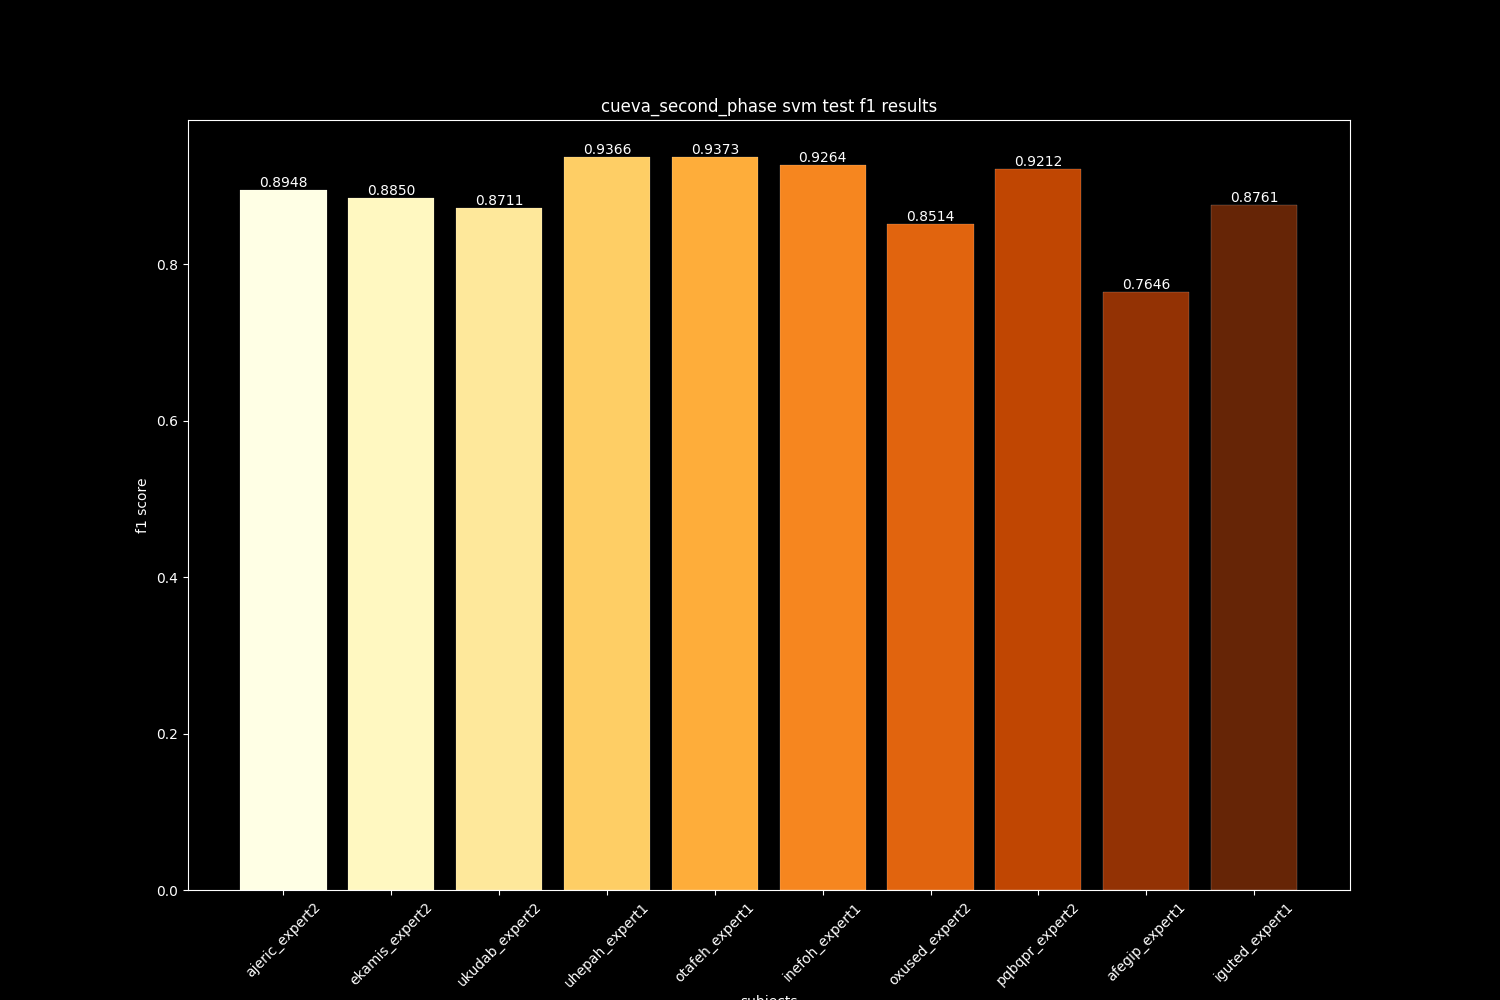 cueva_second_phase svm test f1 results
0.8948
0.8850
0.8711
0.9366
0.9373
0.9264
0.8514
0.9212
0.7646
0.8761
0.8
0.6
0.4
0.2
0.0
f1 score
ajeric_expert2
ekamis_expert2
ukudab_expert2
uhepah_expert1
otafeh_expert1
inefoh_expert1
oxused_expert2
pqbqpr_expert2
afegip_expert1
iguted_expert1
subjects